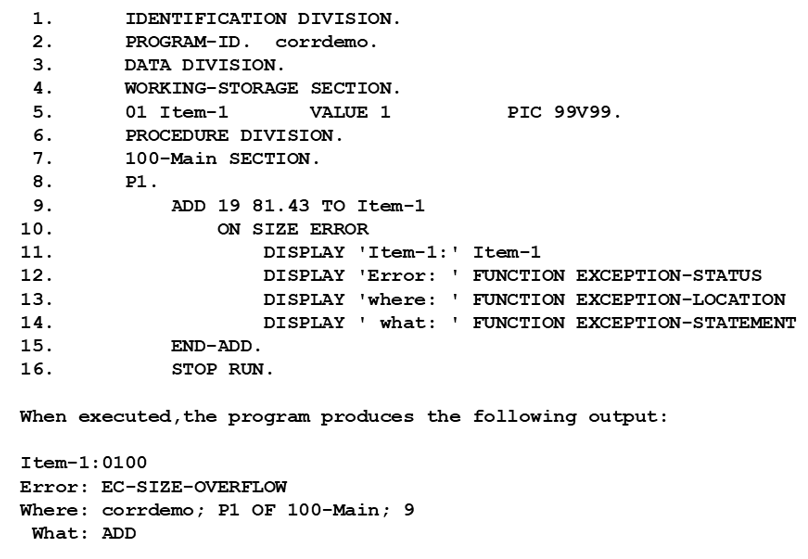 1. IDENTIFICATION DIVISION.
2. PROGRAM-ID. corrdemo.
3. DATA DIVISION.
4. WORKING-STORAGE SECTION.
5. 01 Item-1 VALUE 1 PIC 99V99.
6. PROCEDURE DIVISION.
7. 100-Main SECTION.
8. P1.
9. ADD 19 81.43 TO Item-1
10. ON SIZE ERROR
11. DISPLAY 'Item-1:' Item-1
12. DISPLAY 'Error: ' FUNCTION EXCEPTION-STATUS
13. DISPLAY 'where: ' FUNCTION EXCEPTION-LOCATION
14. DISPLAY ' what: ' FUNCTION EXCEPTION-STATEMENT
15. END-ADD.
16. STOP RUN.
When executed,the program produces the following output:
Item-1:0100
Error: EC-SIZE-OVERFLOW
Where: corrdemo; P1 OF 100-Main; 9
What: ADD